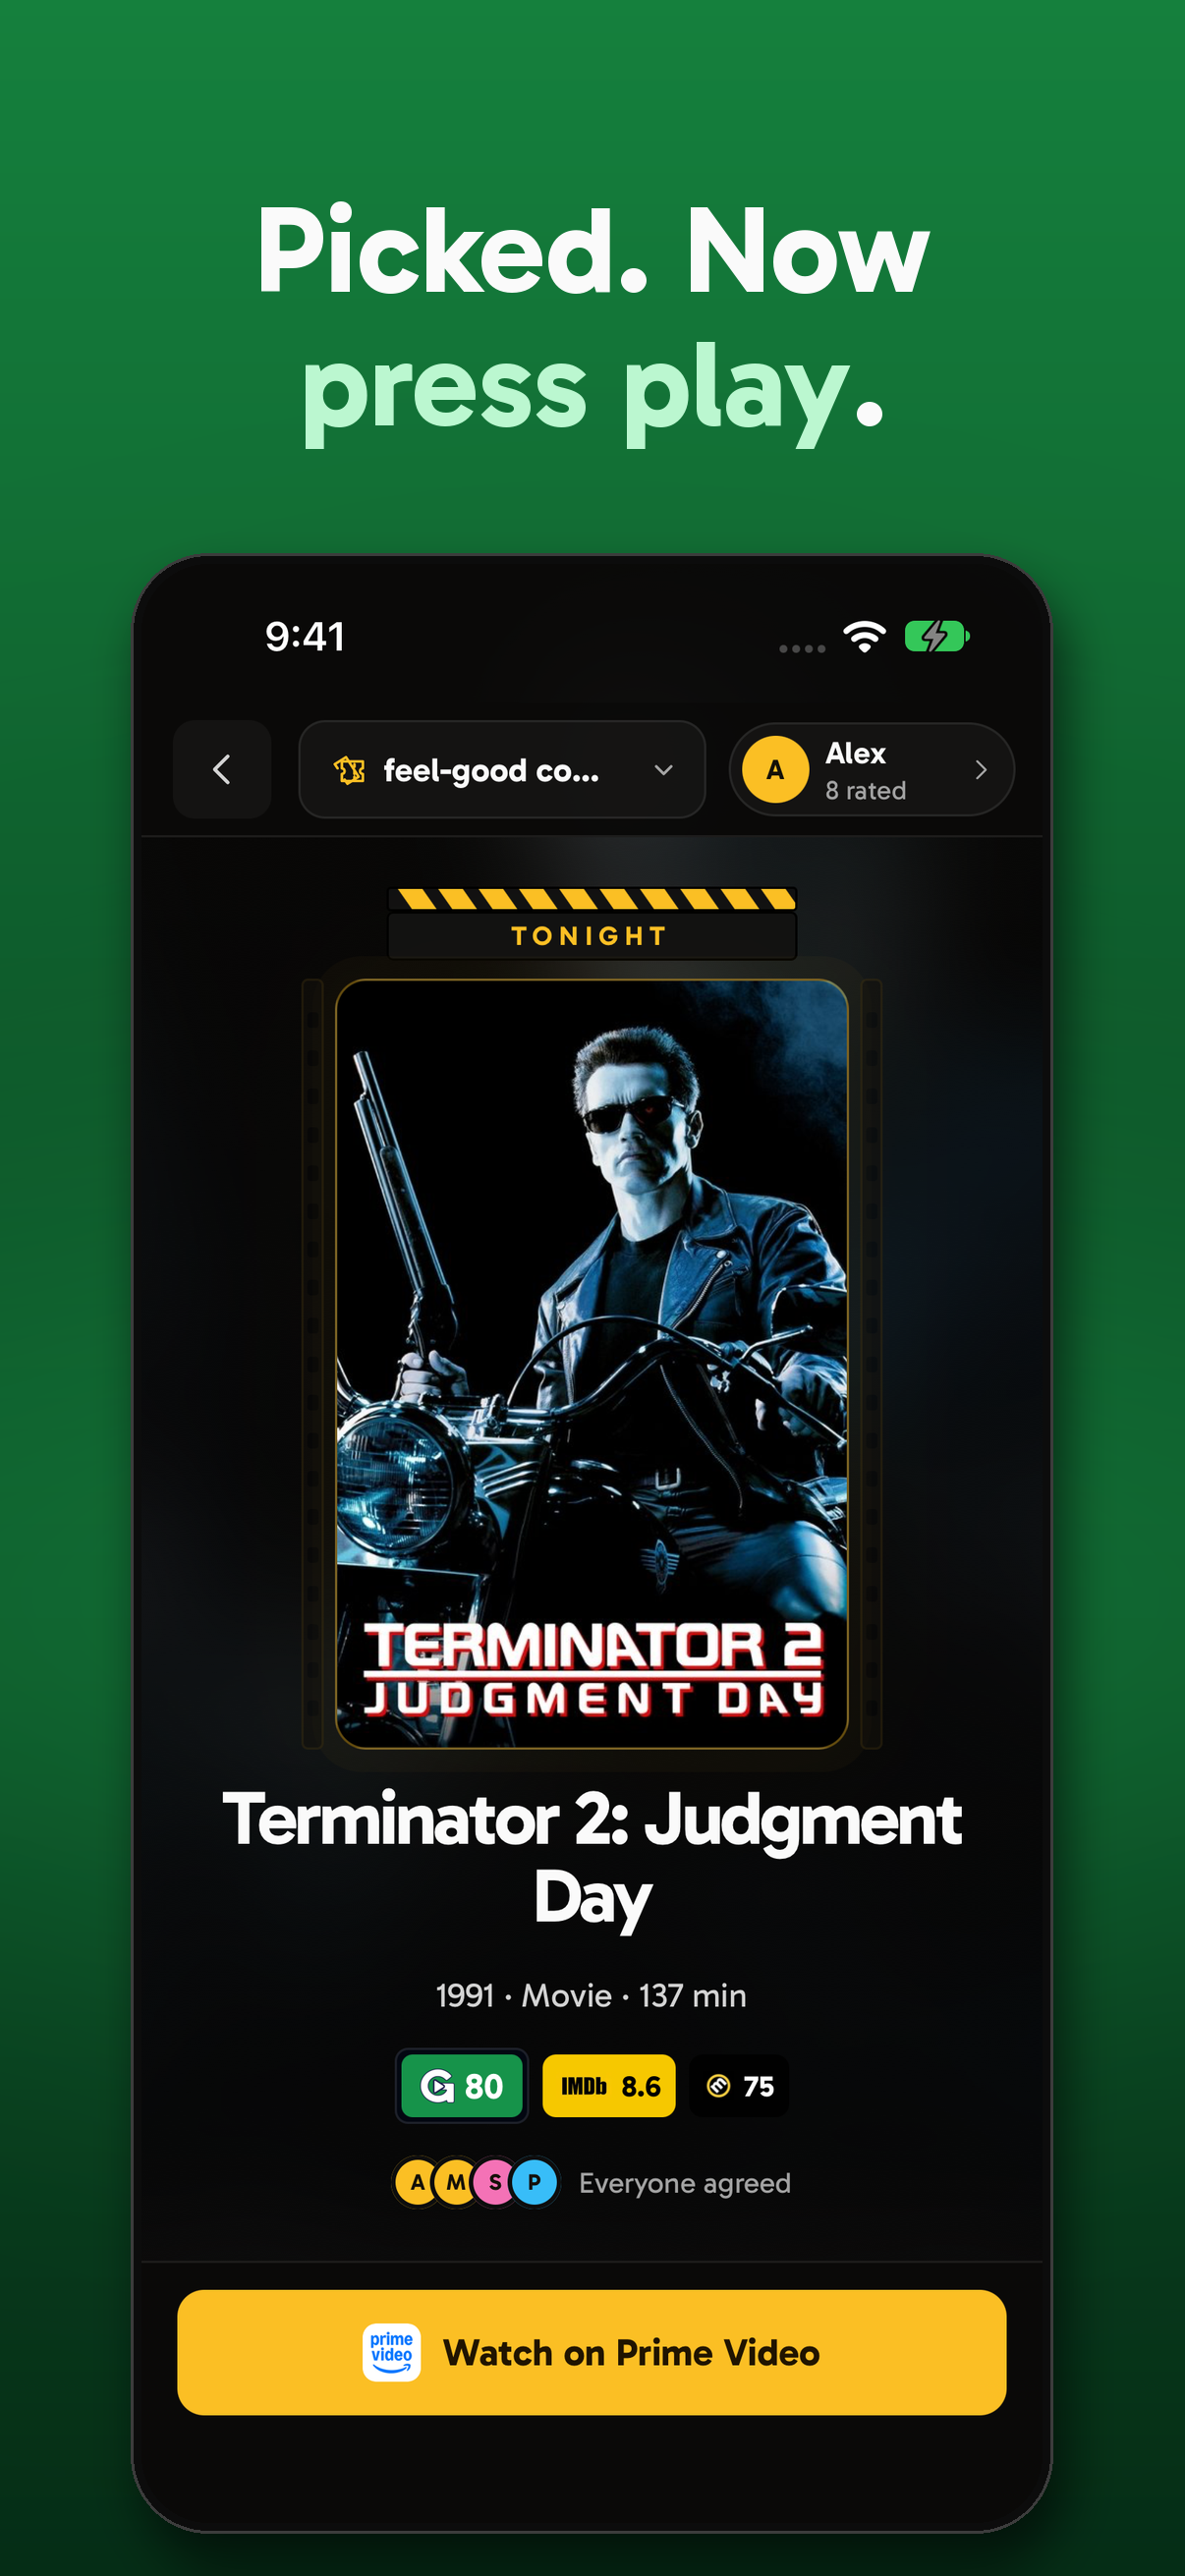 Picked. Now
press play.
9:41
feel-good co...
A
Alex
8 rated
TONIGHT
TERMINATOR 2
JUDGMENT DAY
Terminator 2: Judgment
Day
1991 · Movie · 137 min
G 80
IMDb 8.6
m 75
A M S P Everyone agreed
prime
video
Watch on Prime Video